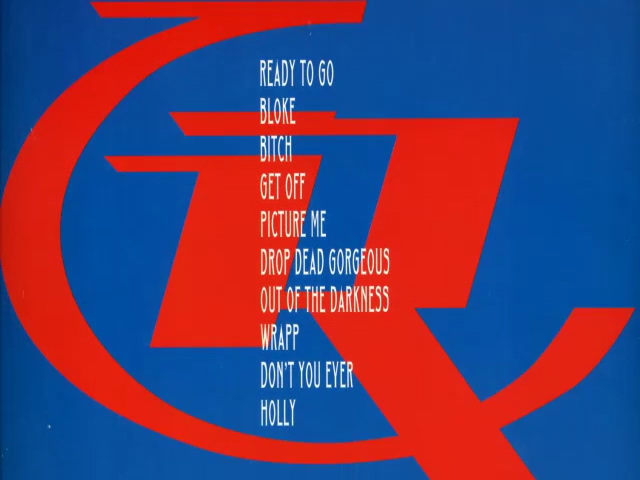 READY TO GO
BLOKE
BITCH
GET OFF
PICTURE ME
DROP DEAD GORGEOUS
OUT OF THE DARKNESS
WRAPP
DON'T YOU EVER
HOLLY